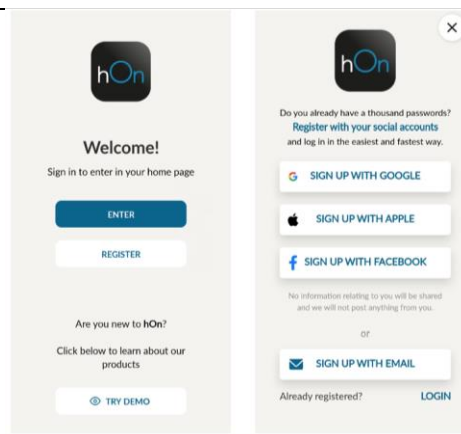 hOn
Welcome!
Sign in to enter in your home page
ENTER
REGISTER
Are you new to hOn?
Click below to learn about our
products
TRY DEMO
hOn
Do you already have a thousand passwords?
Register with your social accounts
and log in in the easiest and fastest way.
SIGN UP WITH GOOGLE
SIGN UP WITH APPLE
SIGN UP WITH FACEBOOK
No information relating to you will be shared
and we will not post anything from you.
or
SIGN UP WITH EMAIL
Already registered? LOGIN